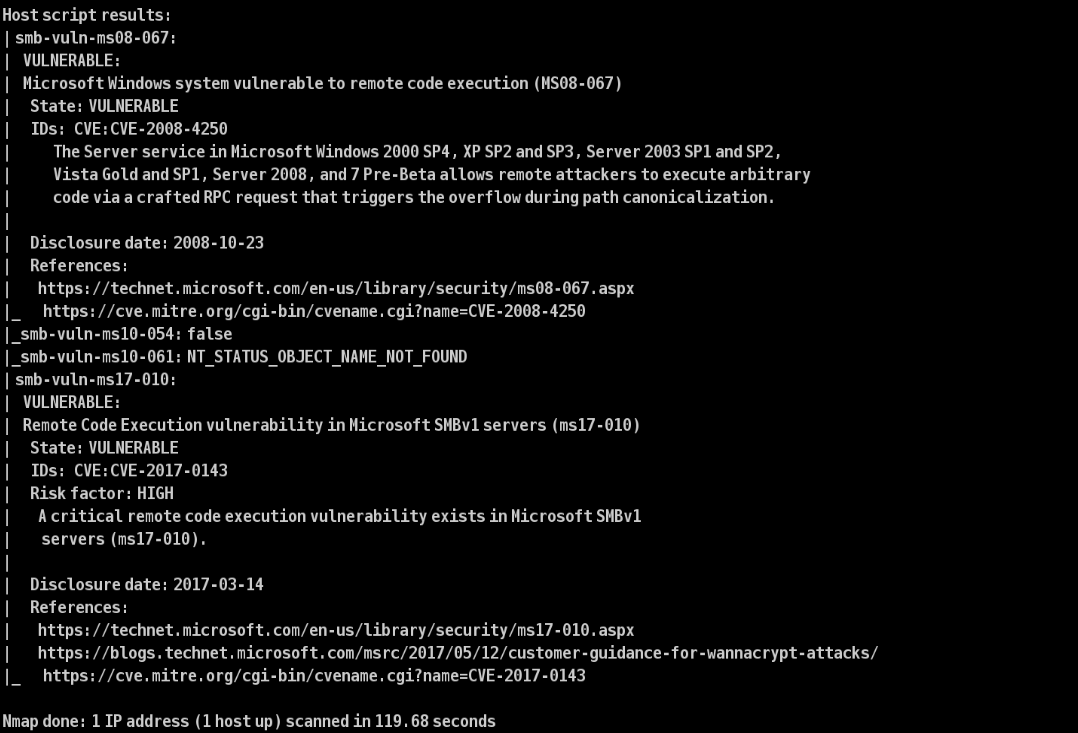 Host script results:
| smb-vuln-ms08-067:
|   VULNERABLE:
|   Microsoft Windows system vulnerable to remote code execution (MS08-067)
|     State: VULNERABLE
|     IDs:  CVE:CVE-2008-4250
|           The Server service in Microsoft Windows 2000 SP4, XP SP2 and SP3, Server 2003 SP1 and SP2,
|           Vista Gold and SP1, Server 2008, and 7 Pre-Beta allows remote attackers to execute arbitrary
|           code via a crafted RPC request that triggers the overflow during path canonicalization.
|
|     Disclosure date: 2008-10-23
|     References:
|       https://technet.microsoft.com/en-us/library/security/ms08-067.aspx
|_      https://cve.mitre.org/cgi-bin/cvename.cgi?name=CVE-2008-4250
|_smb-vuln-ms10-054: false
|_smb-vuln-ms10-061: NT_STATUS_OBJECT_NAME_NOT_FOUND
| smb-vuln-ms17-010:
|   VULNERABLE:
|   Remote Code Execution vulnerability in Microsoft SMBv1 servers (ms17-010)
|     State: VULNERABLE
|     IDs:  CVE:CVE-2017-0143
|     Risk factor: HIGH
|       A critical remote code execution vulnerability exists in Microsoft SMBv1
|        servers (ms17-010).
|
|     Disclosure date: 2017-03-14
|     References:
|       https://technet.microsoft.com/en-us/library/security/ms17-010.aspx
|       https://blogs.technet.microsoft.com/msrc/2017/05/12/customer-guidance-for-wannacrypt-attacks/
|_      https://cve.mitre.org/cgi-bin/cvename.cgi?name=CVE-2017-0143
Nmap done: 1 IP address (1 host up) scanned in 119.68 seconds